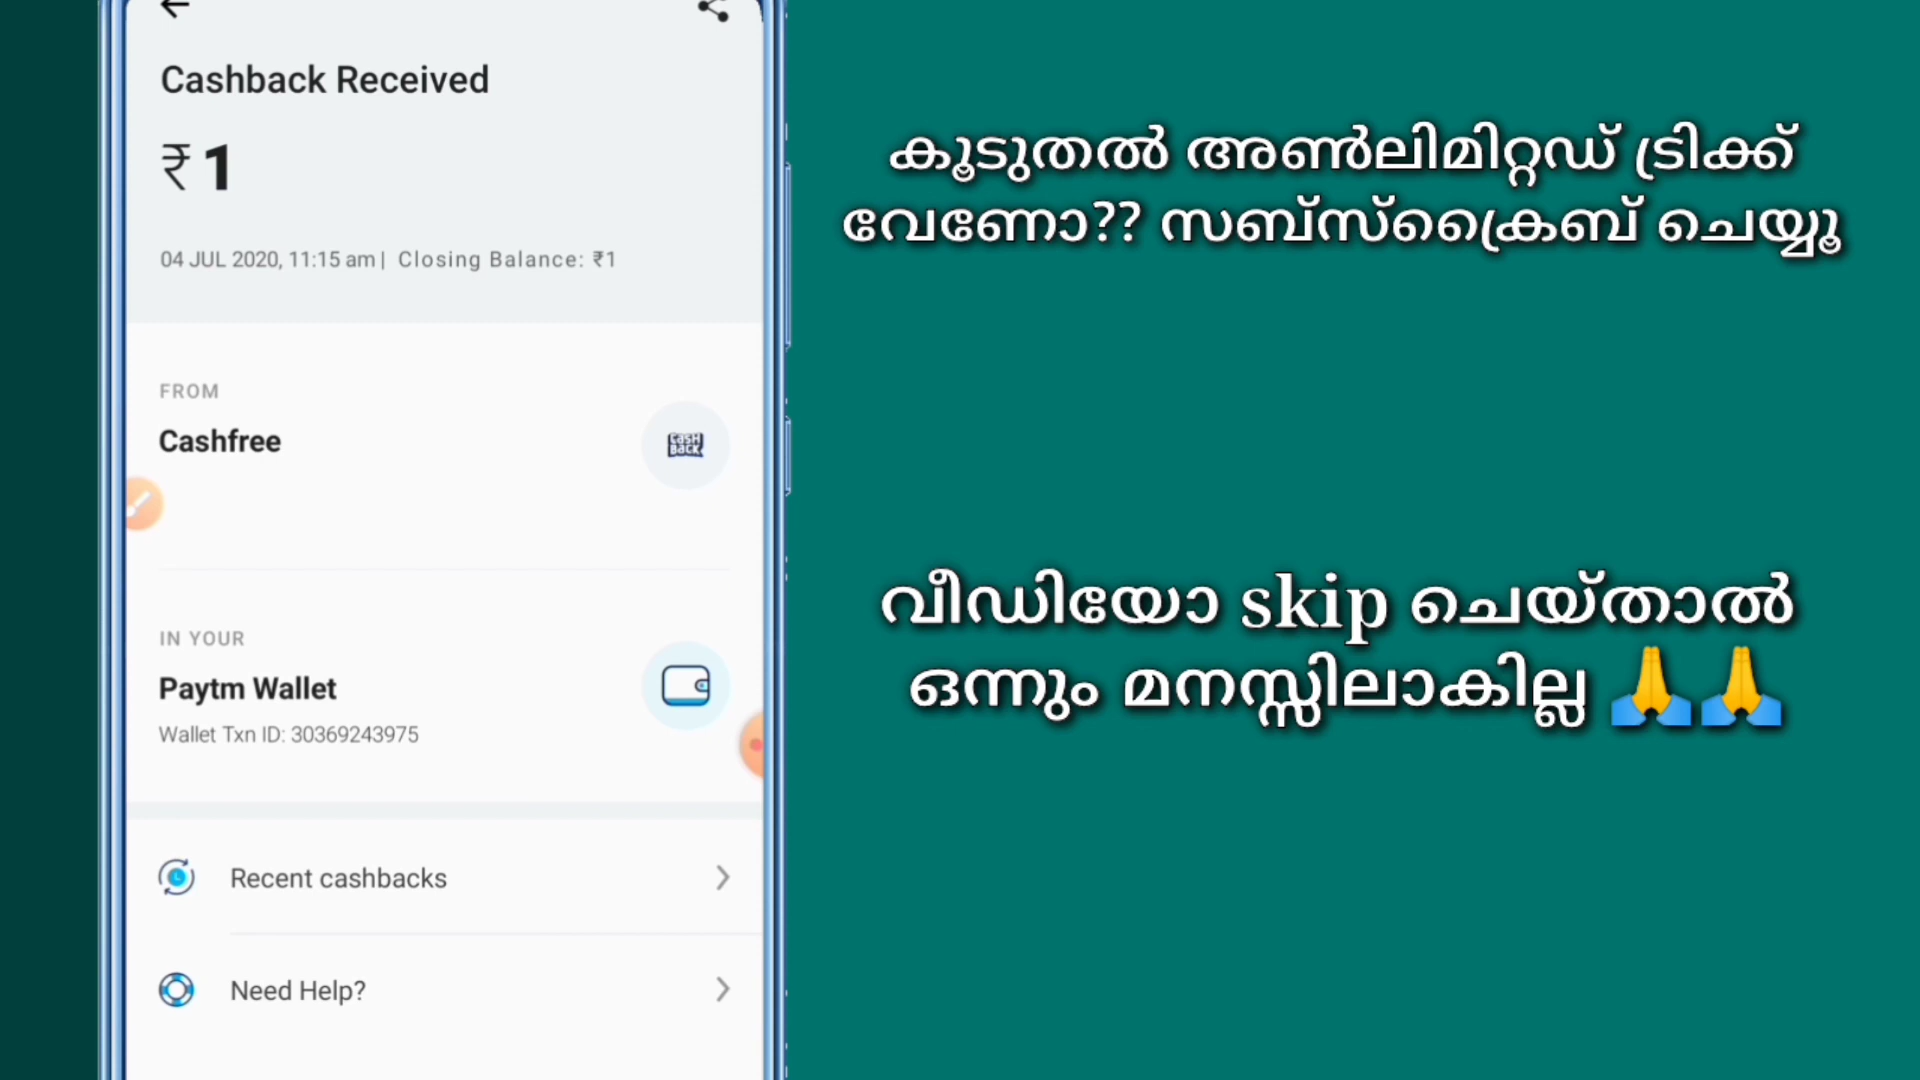 Cashback Received
₹1
04 JUL 2020, 11:15 am | Closing Balance: ₹1
FROM
Cashfree
CASH
BACK
IN YOUR
Paytm Wallet
Wallet Txn ID: 30369243975
Recent cashbacks
Need Help?
കൂടുതൽ അൺലിമിറ്റഡ് ട്രിക്ക്
വേണോ?? സബ്സ്ക്രൈബ് ചെയ്യൂ
വീഡിയോ skip ചെയ്താൽ
ഒന്നും മനസ്സിലാകില്ല 🙏🙏